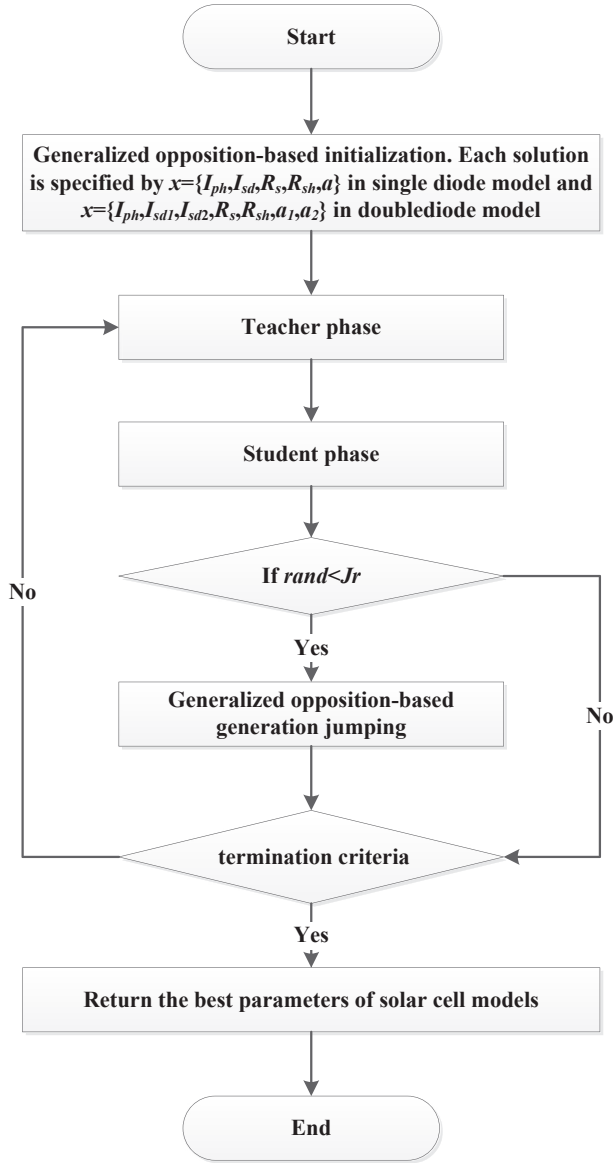 Start
Generalized opposition-based initialization. Each solution
is specified by x={Iph,Isd,Rs,Rsh,a} in single diode model and
x={Iph,Isd1,Isd2,Rs,Rsh,a1,a2} in doublediode model
Teacher phase
Student phase
If rand<Jr
No
Yes
Generalized opposition-based
generation jumping
No
termination criteria
Yes
Return the best parameters of solar cell models
End